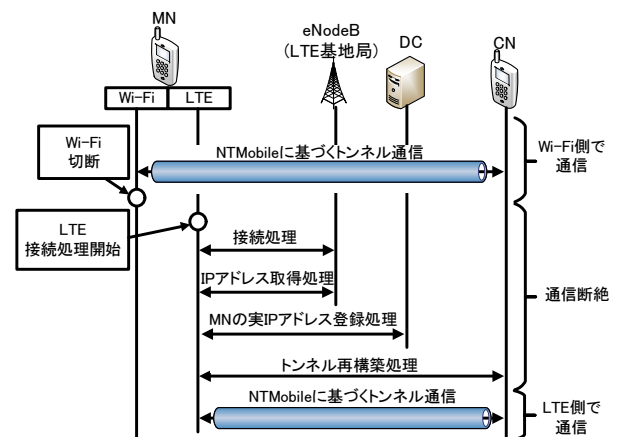 MN
eNodeB
(LTE基地局)
DC
CN
Wi-Fi
LTE
Wi-Fi
切断
NTMobileに基づくトンネル通信
Wi-Fi側で
通信
LTE
接続処理開始
接続処理
IPアドレス取得処理
通信断絶
MNの実IPアドレス登録処理
トンネル再構築処理
NTMobileに基づくトンネル通信
LTE側で
通信